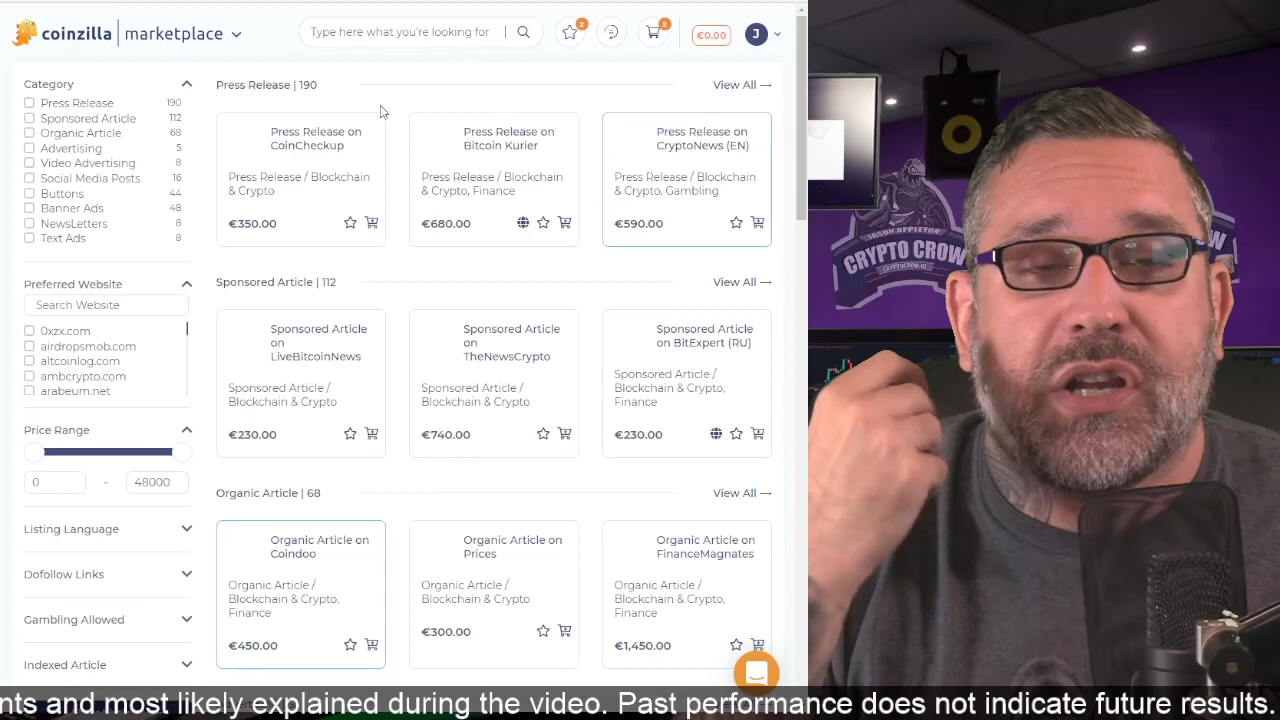 coinzilla marketplace
Type here what you're looking for
2
2
€0.00
J
Category
Press Release 190
Sponsored Article 112
Organic Article 68
Advertising 5
Video Advertising 8
Social Media Posts 16
Buttons 44
Banner Ads 48
NewsLetters 8
Text Ads 8
Preferred Website
Search Website
0xzx.com
airdropsmob.com
altcoinlog.com
ambcrypto.com
arabeum.net
Price Range
0 - 48000
Listing Language
Dofollow Links
Gambling Allowed
Indexed Article
Press Release | 190
View All →
Press Release on
CoinCheckup
Press Release / Blockchain
& Crypto
€350.00
Press Release on
Bitcoin Kurier
Press Release / Blockchain
& Crypto, Finance
€680.00
Press Release on
CryptoNews (EN)
Press Release / Blockchain
& Crypto, Gambling
€590.00
Sponsored Article | 112
View All →
Sponsored Article
on
LiveBitcoinNews
Sponsored Article /
Blockchain & Crypto
€230.00
Sponsored Article
on
TheNewsCrypto
Sponsored Article /
Blockchain & Crypto
€740.00
Sponsored Article
on BitExpert (RU)
Sponsored Article /
Blockchain & Crypto,
Finance
€230.00
Organic Article | 68
View All →
Organic Article on
Coindoo
Organic Article /
Blockchain & Crypto,
Finance
€450.00
Organic Article on
Prices
Organic Article /
Blockchain & Crypto
€300.00
Organic Article on
FinanceMagnates
Organic Article /
Blockchain & Crypto,
Finance
€1,450.00
JASON APPLETON
CRYPTO CROW
CRYPTOCROW.IO
nts and most likely explained during the video. Past performance does not indicate future results.